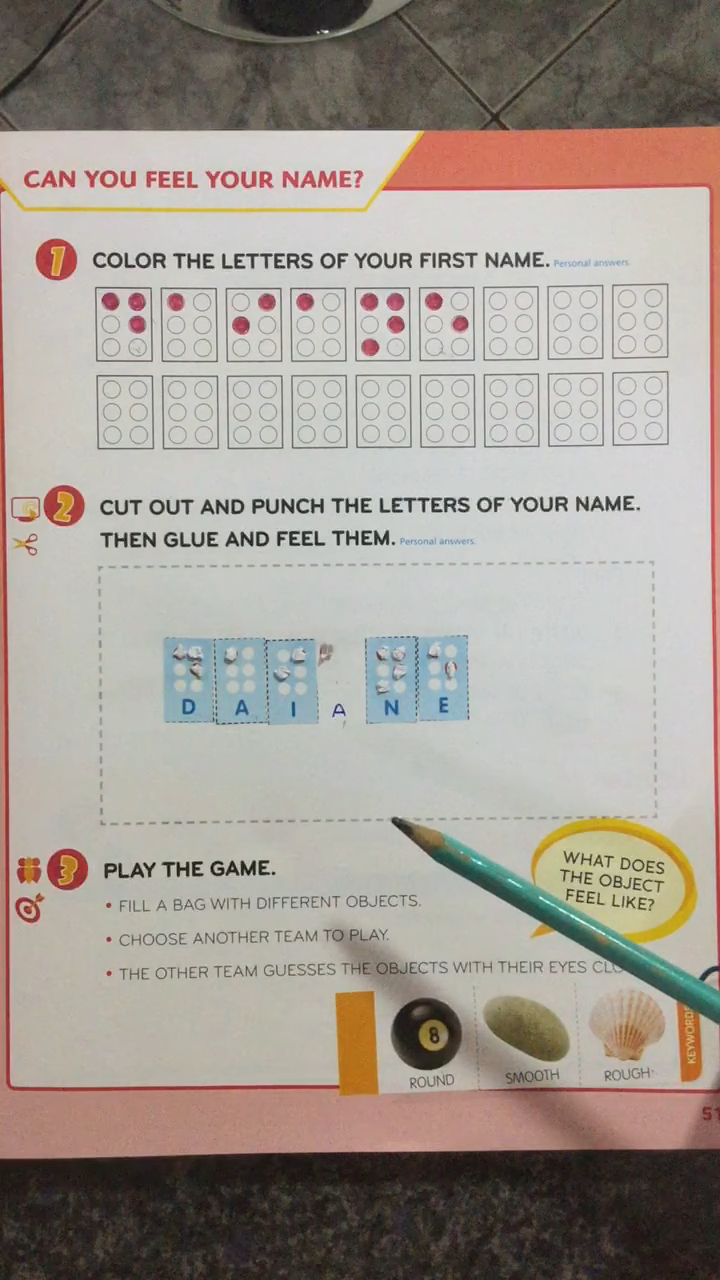 CAN YOU FEEL YOUR NAME?
1 COLOR THE LETTERS OF YOUR FIRST NAME. Personal answers.
2 CUT OUT AND PUNCH THE LETTERS OF YOUR NAME.
THEN GLUE AND FEEL THEM. Personal answers.
D A I A N E
3 PLAY THE GAME.
• FILL A BAG WITH DIFFERENT OBJECTS.
• CHOOSE ANOTHER TEAM TO PLAY.
• THE OTHER TEAM GUESSES THE OBJECTS WITH THEIR EYES
WHAT DOES
THE OBJECT
FEEL LIKE?
8
ROUND
SMOOTH
ROUGH
KEYWORDS
51